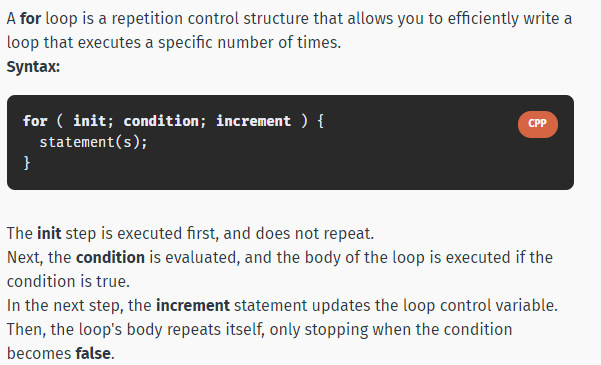 A for loop is a repetition control structure that allows you to efficiently write a
loop that executes a specific number of times.
Syntax:
for ( init; condition; increment ) {
CPP
statement(s);
}
The init step is executed first, and does not repeat.
Next, the condition is evaluated, and the body of the loop is executed if the
condition is true.
In the next step, the increment statement updates the loop control variable.
Then, the loop's body repeats itself, only stopping when the condition
becomes false.